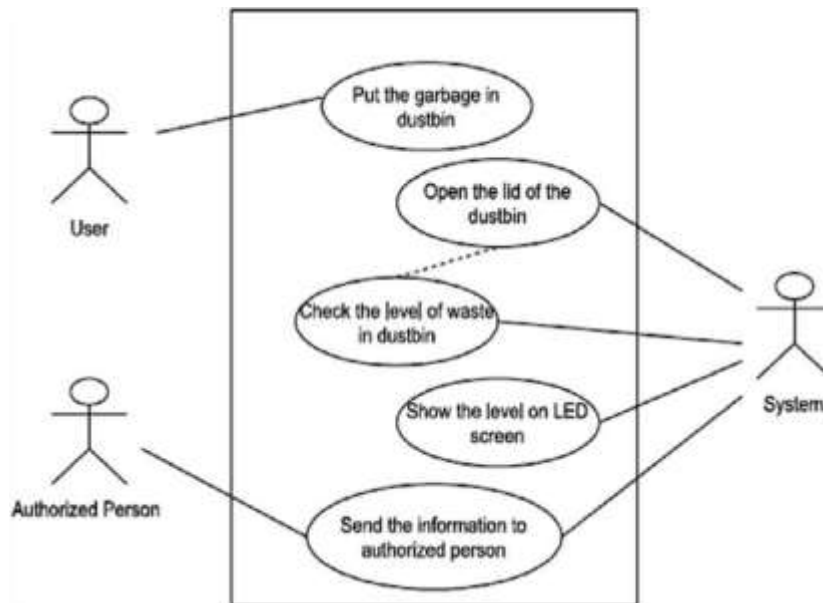 Put the garbage in
dustbin
User
Open the lid of the
dustbin
Check the level of waste
in dustbin
System
Show the level on LED
screen
Authorized Person
Send the information to
authorized person